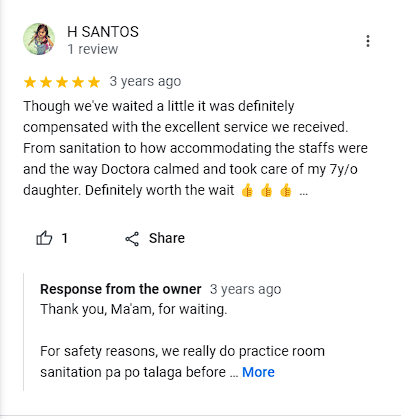 H SANTOS
1 review
3 years ago
Though we've waited a little it was definitely
compensated with the excellent service we received.
From sanitation to how accommodating the staffs were
and the way Doctora calmed and took care of my 7y/o
daughter. Definitely worth the wait 👍 👍 👍 ...
1 Share
Response from the owner 3 years ago
Thank you, Ma'am, for waiting.
For safety reasons, we really do practice room
sanitation pa po talaga before ... More